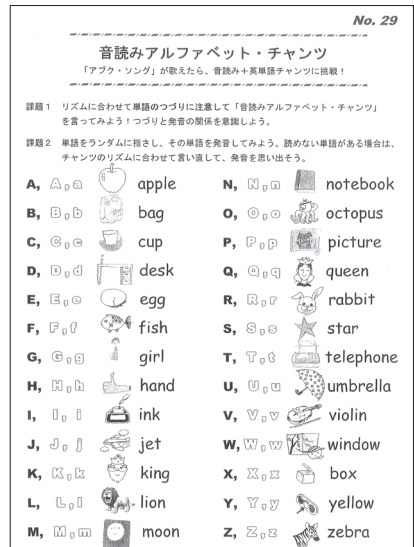 No. 29
音読みアルファベット・チャンツ
「アブク・ソング」が歌えたら、音読み＋英単語チャンツに挑戦！
課題1 リズムに合わせて単語のつづりに注意して「音読みアルファベット・チャンツ」
を言ってみよう！つづりと発音の関係を意識しよう。
課題2 単語をランダムに指さし、その単語を発音してみよう。読めない単語がある場合は、
チャンツのリズムに合わせて言い直して、発音を思い出そう。
A, A, a apple
B, B, b bag
C, C, c cup
D, D, d desk
E, E, e egg
F, F, f fish
G, G, g girl
H, H, h hand
I, I, i ink
J, J, j jet
K, K, k king
L, L, l lion
M, M, m moon
N, N, n notebook
O, O, o octopus
P, P, p picture
Q, Q, q queen
R, R, r rabbit
S, S, s star
T, T, t telephone
U, U, u umbrella
V, V, v violin
W, W, w window
X, X, x box
Y, Y, y yellow
Z, Z, z zebra